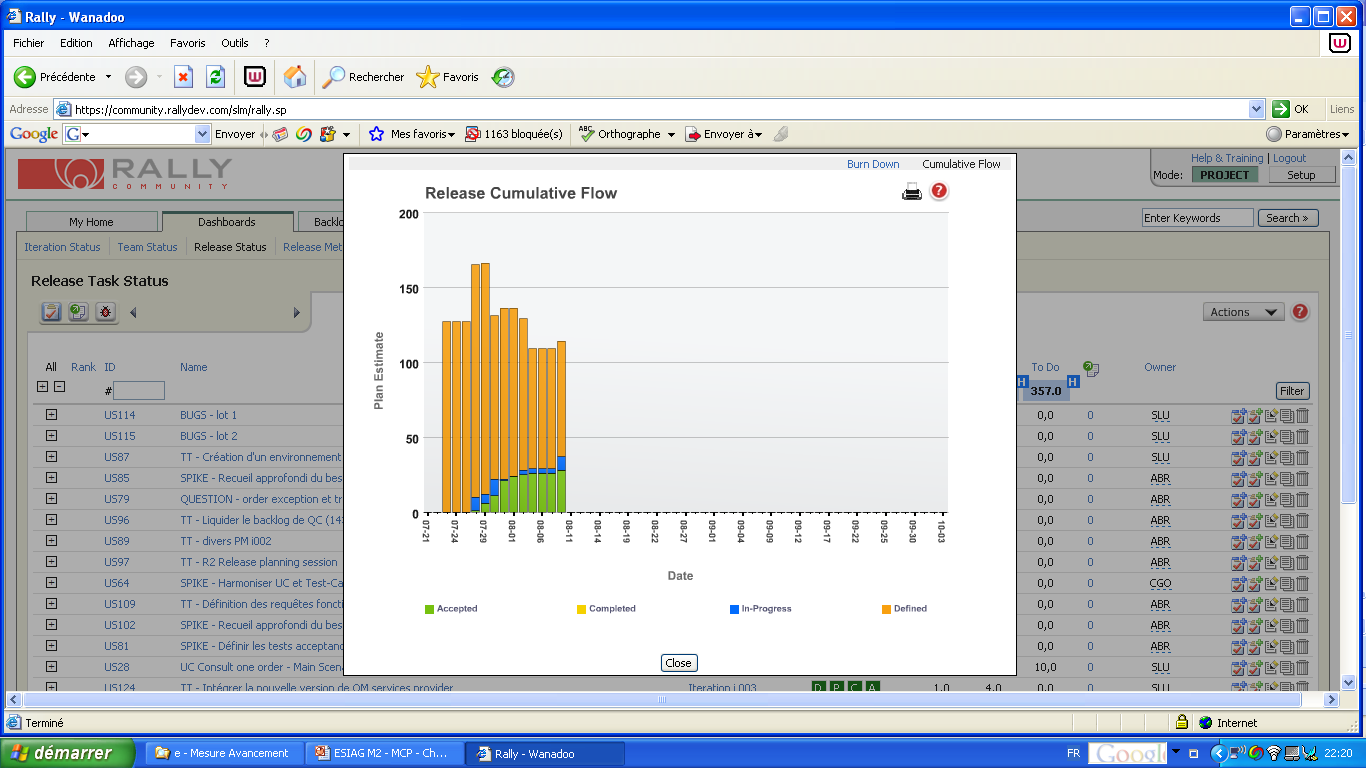 Rally - Wanadoo
Fichier Edition Affichage Favoris Outils ?
Précédente Rechercher Favoris
Adresse https://community.rallydev.com/slm/rally.sp OK Liens
Google G Envoyer Mes favoris 1163 bloquée(s) ABC Orthographe Envoyer à Paramètres
RALLY
COMMUNITY
Help & Training | Logout
Mode: PROJECT Setup
My Home Dashboards Backlo
Enter Keywords Search »
Iteration Status Team Status Release Status Release Met
Release Task Status
Actions
All Rank ID Name To Do Owner
# H 357.0 H Filter
US114 BUGS - lot 1 0,0 0 SLU
US115 BUGS - lot 2 0,0 0 SLU
US87 TT - Création d'un environnement 0,0 0 SLU
US85 SPIKE - Recueil approfondi du bes 0,0 0 ABR
US79 QUESTION - order exception et tr 0,0 0 ABR
US96 TT - Liquider le backlog de QC (14 0,0 0 ABR
US89 TT - divers PM i002 0,0 0 ABR
US97 TT - R2 Release planning session 0,0 0 ABR
US64 SPIKE - Harmoniser UC et Test-Ca 0,0 0 CGO
US109 TT - Définition des requêtes foncti 0,0 0 ABR
US102 SPIKE - Recueil approfondi du bes 0,0 0 ABR
US81 SPIKE - Définir les tests acceptanc 0,0 0 ABR
US28 UC Consult one order - Main Scena 10,0 0 SLU
US124 TT - Intégrer la nouvelle version de OM services provider Iteration i 003 D P C A 1,0 4,0 0,0 0 SLU
Burn Down Cumulative Flow
Release Cumulative Flow
200
150
100
50
0
Plan Estimate
07-21 07-24 07-29 08-01 08-06 08-11 08-14 08-19 08-22 08-27 09-01 09-04 09-09 09-12 09-17 09-22 09-25 09-30 10-03
Date
Accepted Completed In-Progress Defined
Close
Terminé Internet
démarrer e - Mesure Avancement ESIAG M2 - MCP - Ch... Rally - Wanadoo FR Google 22:20